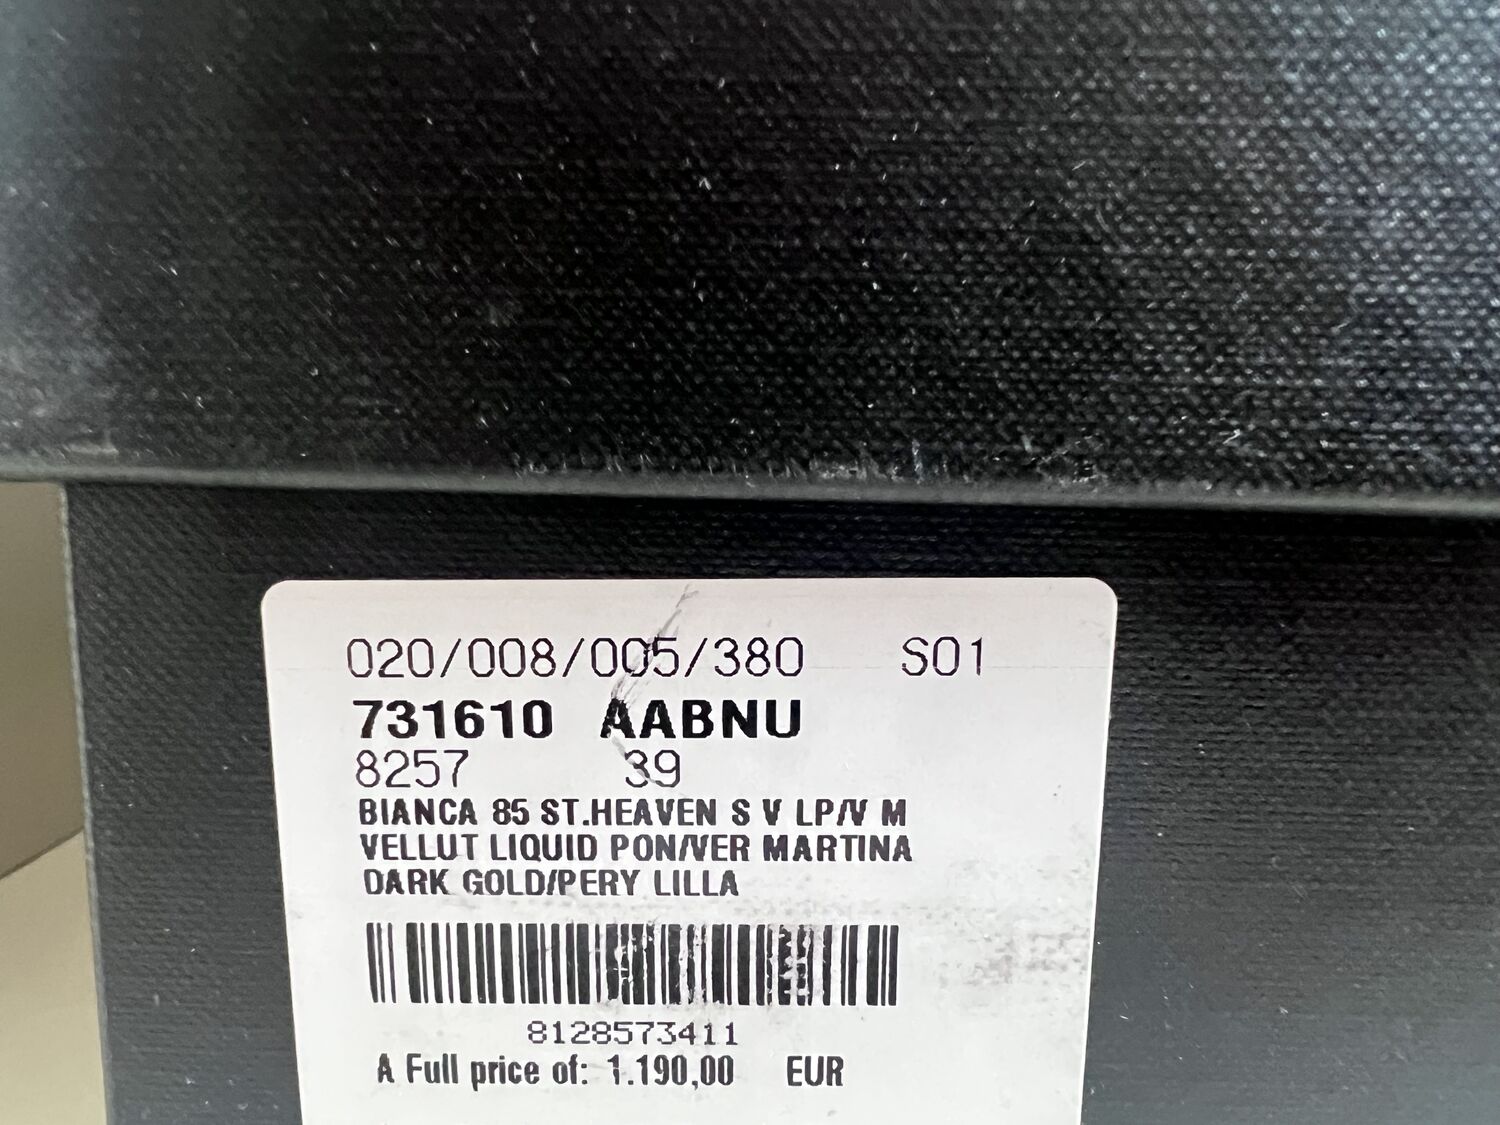 020/008/005/380 S01
731610 AABNU
8257 39
BIANCA 85 ST.HEAVEN S V LP/V M
VELLUT LIQUID PON/VER MARTINA
DARK GOLD/PERY LILLA
8128573411
A Full price of: 1.190,00 EUR